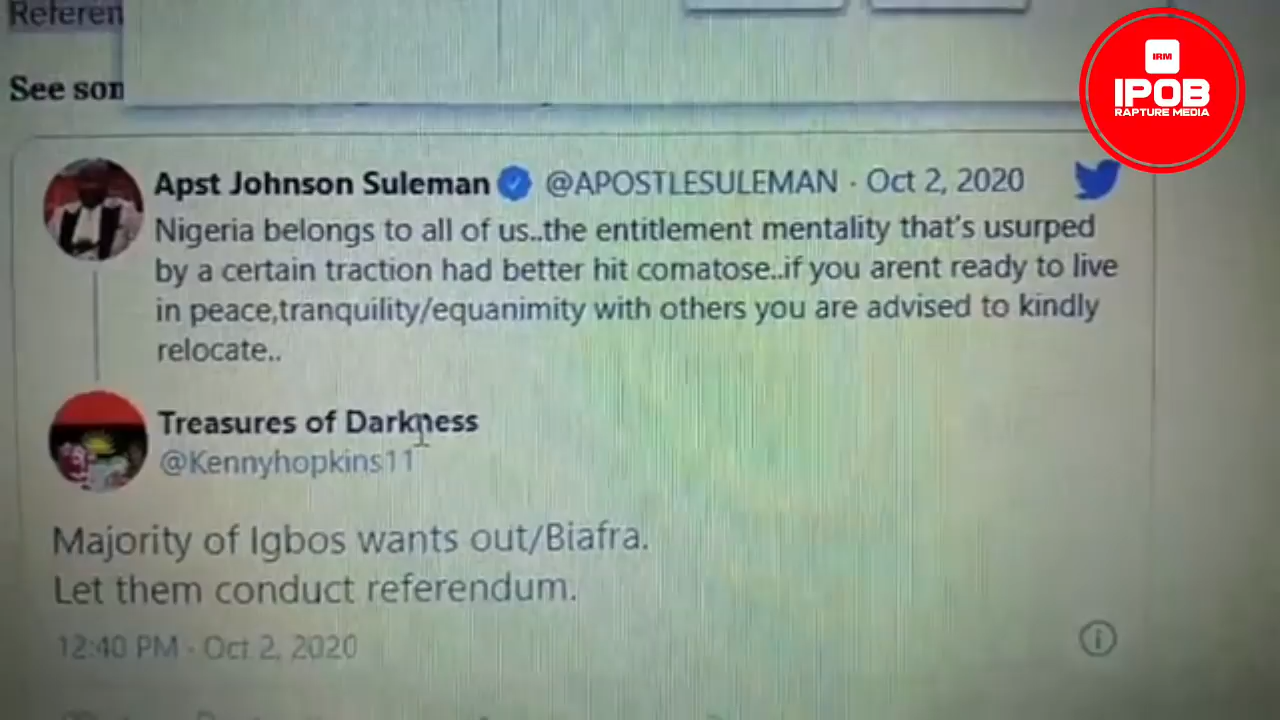 Referen
See son
IRM
IPOB
RAPTURE MEDIA
Apst Johnson Suleman @APOSTLESULEMAN · Oct 2, 2020
Nigeria belongs to all of us..the entitlement mentality that's usurped
by a certain traction had better hit comatose..if you arent ready to live
in peace,tranquility/equanimity with others you are advised to kindly
relocate..
Treasures of Darkness
@Kennyhopkins11
Majority of Igbos wants out/Biafra.
Let them conduct referendum.
12:40 PM · Oct 2, 2020